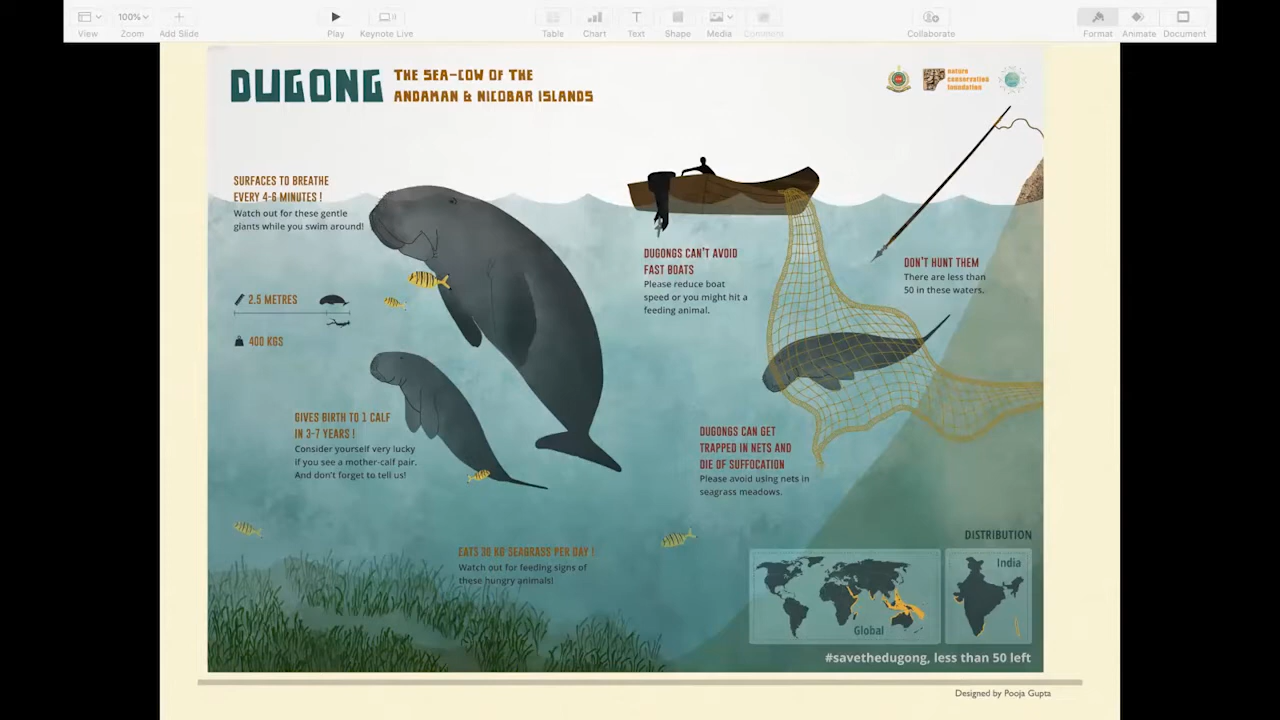 100%
View
Zoom
Add Slide
Play
Keynote Live
Table
Chart
Text
Shape
Media
Comment
Collaborate
Format
Animate
Document
DUGONG
THE SEA-COW OF THE
ANDAMAN & NICOBAR ISLANDS
nature
conservation
foundation
SURFACES TO BREATHE
EVERY 4-6 MINUTES !
Watch out for these gentle
giants while you swim around!
2.5 METRES
400 KGS
GIVES BIRTH TO 1 CALF
IN 3-7 YEARS !
Consider yourself very lucky
if you see a mother-calf pair.
And don't forget to tell us!
EATS 30 KG SEAGRASS PER DAY !
Watch out for feeding signs of
these hungry animals!
DUGONGS CAN'T AVOID
FAST BOATS
Please reduce boat
speed or you might hit a
feeding animal.
DON'T HUNT THEM
There are less than
50 in these waters.
DUGONGS CAN GET
TRAPPED IN NETS AND
DIE OF SUFFOCATION
Please avoid using nets in
seagrass meadows.
DISTRIBUTION
Global
India
#savethedugong, less than 50 left
Designed by Pooja Gupta